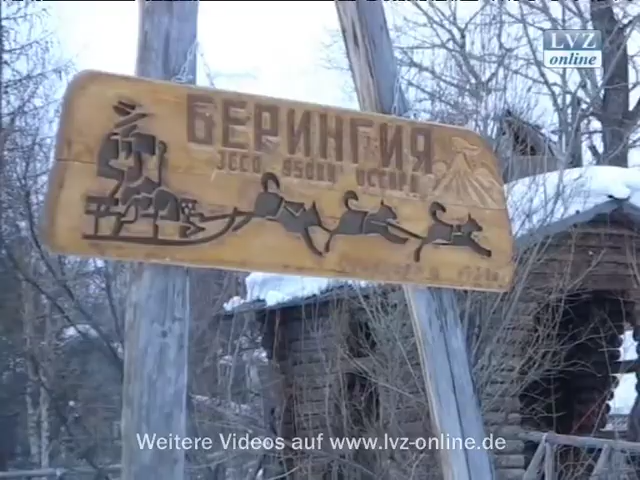 LVZ
online
БЕРИНГИЯ
Weitere Videos auf www.lvz-online.de